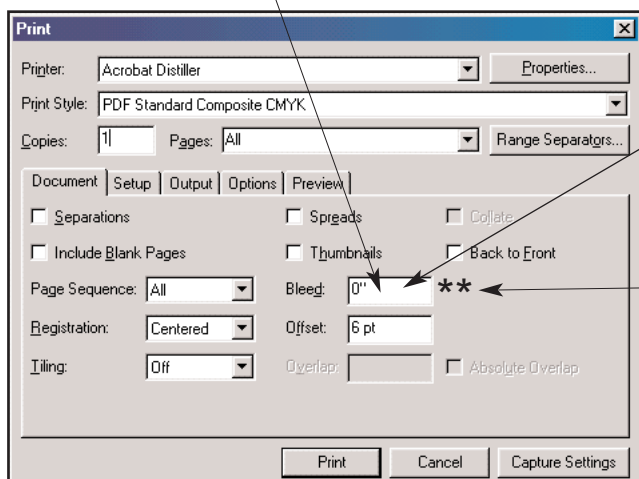 Print
Printer: Acrobat Distiller Properties...
Print Style: PDF Standard Composite CMYK
Copies: 1 Pages: All Range Separators...
Document Setup Output Options Preview
Separations Spreads Collate
Include Blank Pages Thumbnails Back to Front
Page Sequence: All Bleed: 0" **
Registration: Centered Offset: 6 pt
Tiling: Off Overlap: Absolute Overlap
Print Cancel Capture Settings